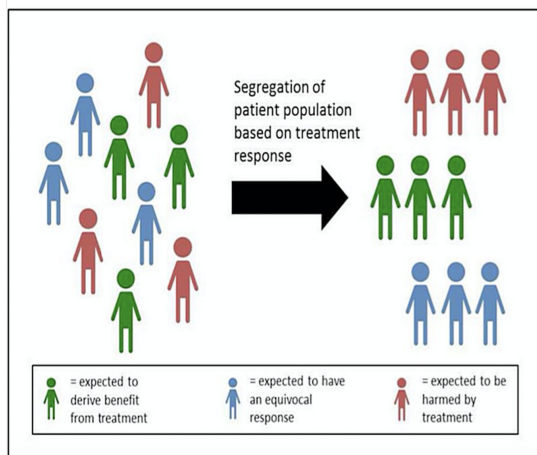 Segregation of
patient population
based on treatment
response
= expected to
derive benefit
from treatment
= expected to have
an equivocal
response
= expected to be
harmed by
treatment